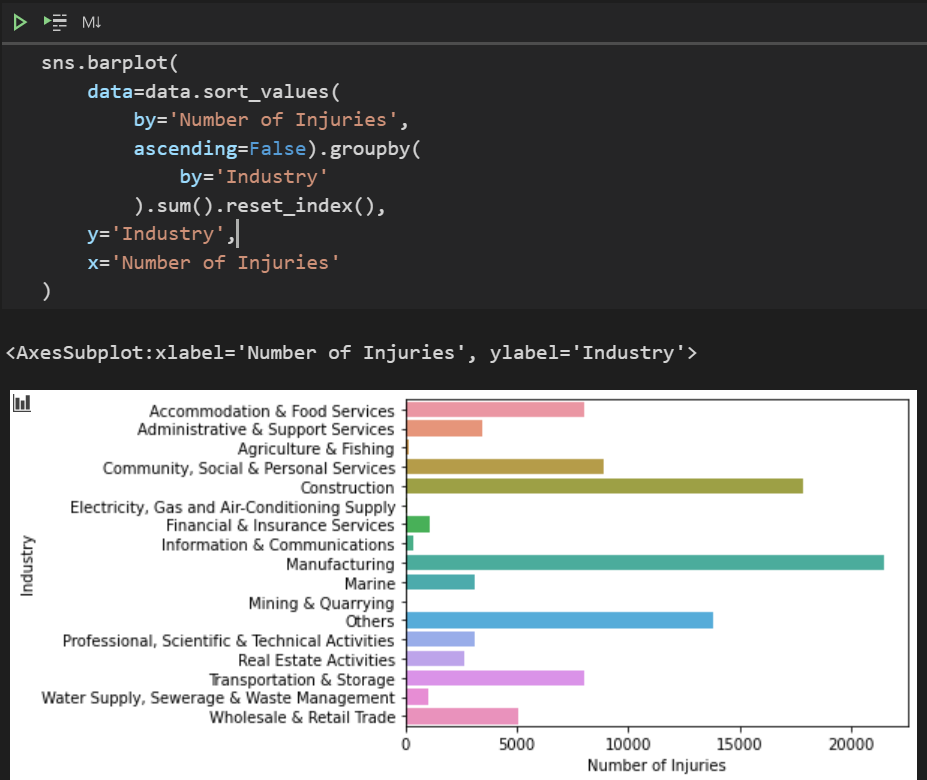 M↓
sns.barplot(
data=data.sort_values(
by='Number of Injuries',
ascending=False).groupby(
by='Industry'
).sum().reset_index(),
y='Industry',
x='Number of Injuries'
)
<AxesSubplot:xlabel='Number of Injuries', ylabel='Industry'>
Accommodation & Food Services
Administrative & Support Services
Agriculture & Fishing
Community, Social & Personal Services
Construction
Electricity, Gas and Air-Conditioning Supply
Financial & Insurance Services
Information & Communications
Manufacturing
Marine
Mining & Quarrying
Others
Professional, Scientific & Technical Activities
Real Estate Activities
Transportation & Storage
Water Supply, Sewerage & Waste Management
Wholesale & Retail Trade
Industry
0 5000 10000 15000 20000
Number of Injuries